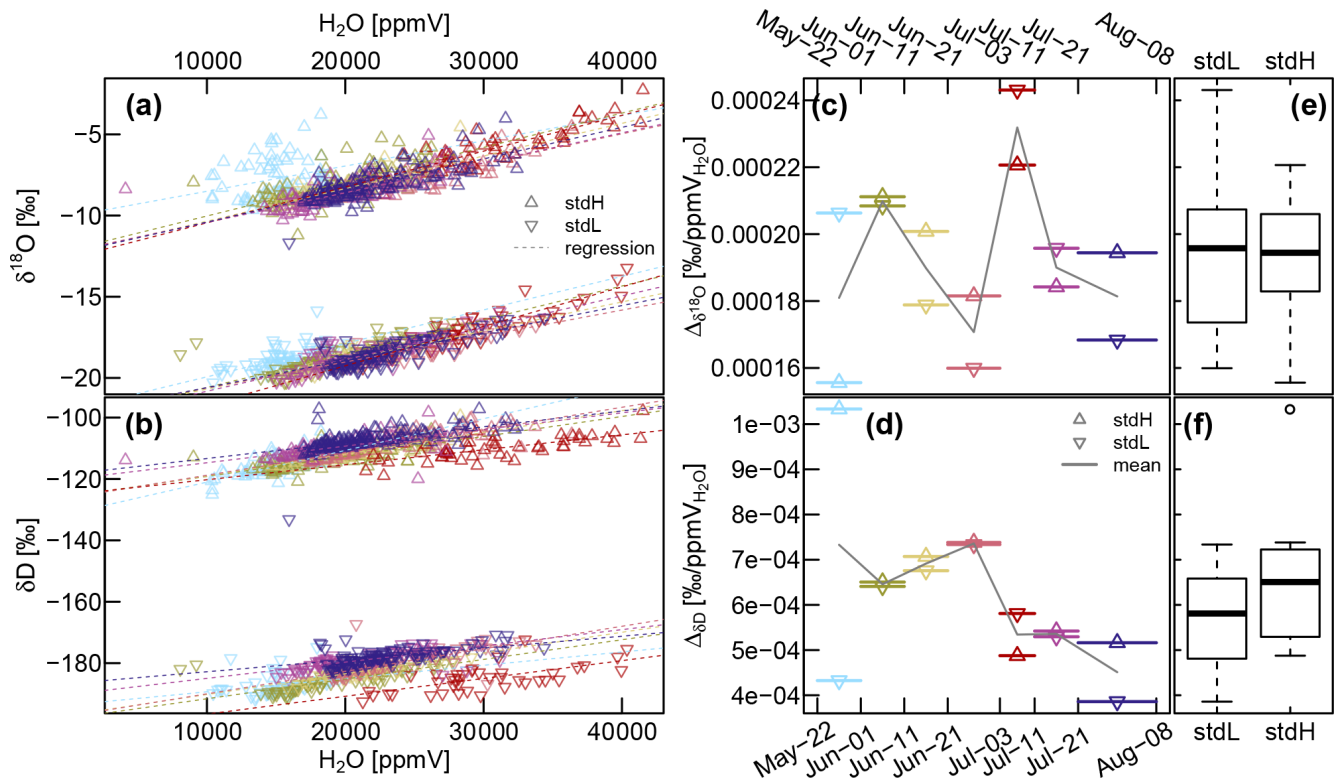 H₂O [ppmV]
10000 20000 30000 40000
(a)
−5
−10
−15
−20
δ¹⁸O [‰]
stdH
stdL
regression
(b)
−100
−120
−140
−160
−180
δD [‰]
10000 20000 30000 40000
H₂O [ppmV]
May−22 Jun−01 Jun−11 Jun−21 Jul−03 Jul−11 Jul−21 Aug−08
(c)
0.00024
0.00022
0.00020
0.00018
0.00016
Δδ¹⁸O [‰/ppmVH₂O]
(d)
1e−03
9e−04
8e−04
7e−04
6e−04
5e−04
4e−04
ΔδD [‰/ppmVH₂O]
stdH
stdL
mean
May−22 Jun−01 Jun−11 Jun−21 Jul−03 Jul−11 Jul−21 Aug−08
stdL stdH
(e)
(f)
stdL stdH